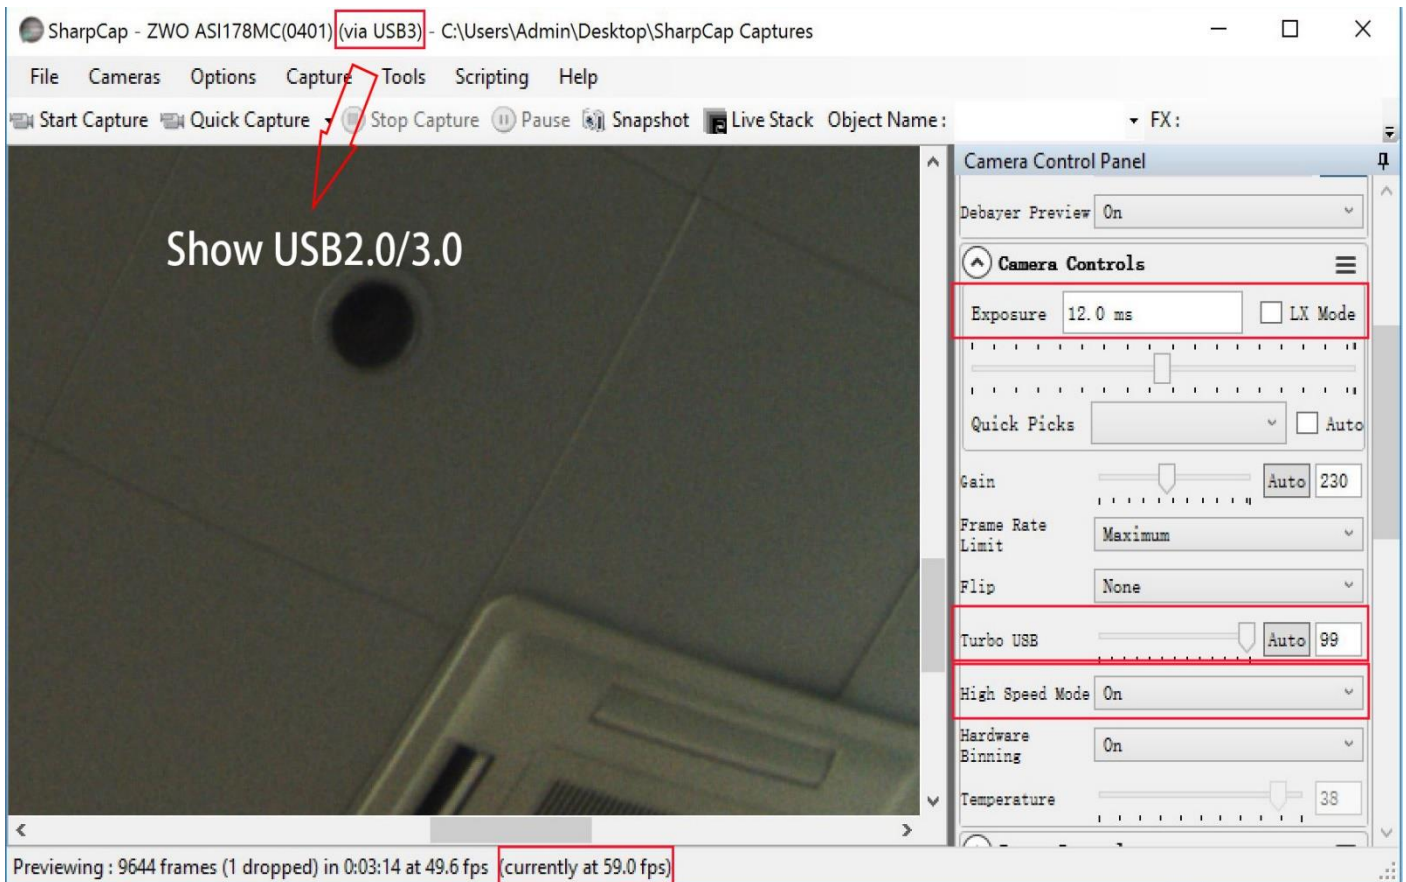 SharpCap - ZWO ASI178MC(0401) (via USB3) - C:\Users\Admin\Desktop\SharpCap Captures
File Cameras Options Capture Tools Scripting Help
Start Capture Quick Capture Stop Capture Pause Snapshot Live Stack Object Name : FX :
Show USB2.0/3.0
Camera Control Panel
Debayer Preview On
Camera Controls
Exposure 12.0 ms LX Mode
Quick Picks Auto
Gain Auto 230
Frame Rate
Limit Maximum
Flip None
Turbo USB Auto 99
High Speed Mode On
Hardware
Binning On
Temperature 38
Previewing : 9644 frames (1 dropped) in 0:03:14 at 49.6 fps (currently at 59.0 fps)